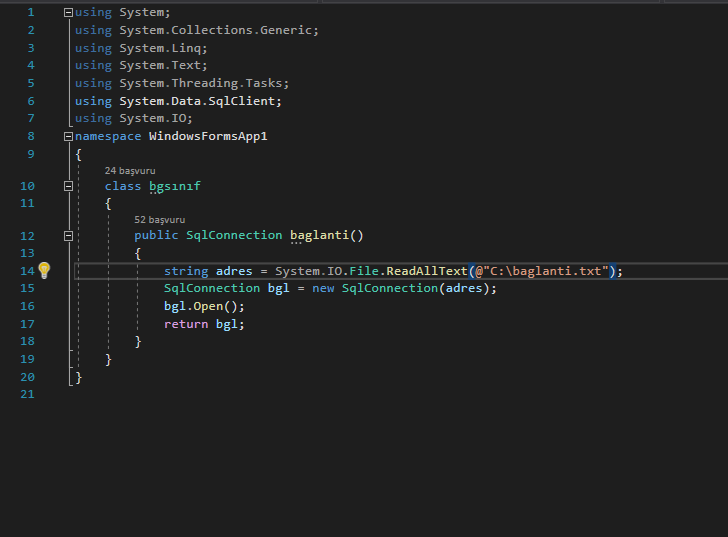 1 using System;
2 using System.Collections.Generic;
3 using System.Linq;
4 using System.Text;
5 using System.Threading.Tasks;
6 using System.Data.SqlClient;
7 using System.IO;
8 namespace WindowsFormsApp1
9 {
24 başvuru
10 class bgsınıf
11 {
52 başvuru
12 public SqlConnection baglanti()
13 {
14 string adres = System.IO.File.ReadAllText(@"C:\baglanti.txt");
15 SqlConnection bgl = new SqlConnection(adres);
16 bgl.Open();
17 return bgl;
18 }
19 }
20 }
21